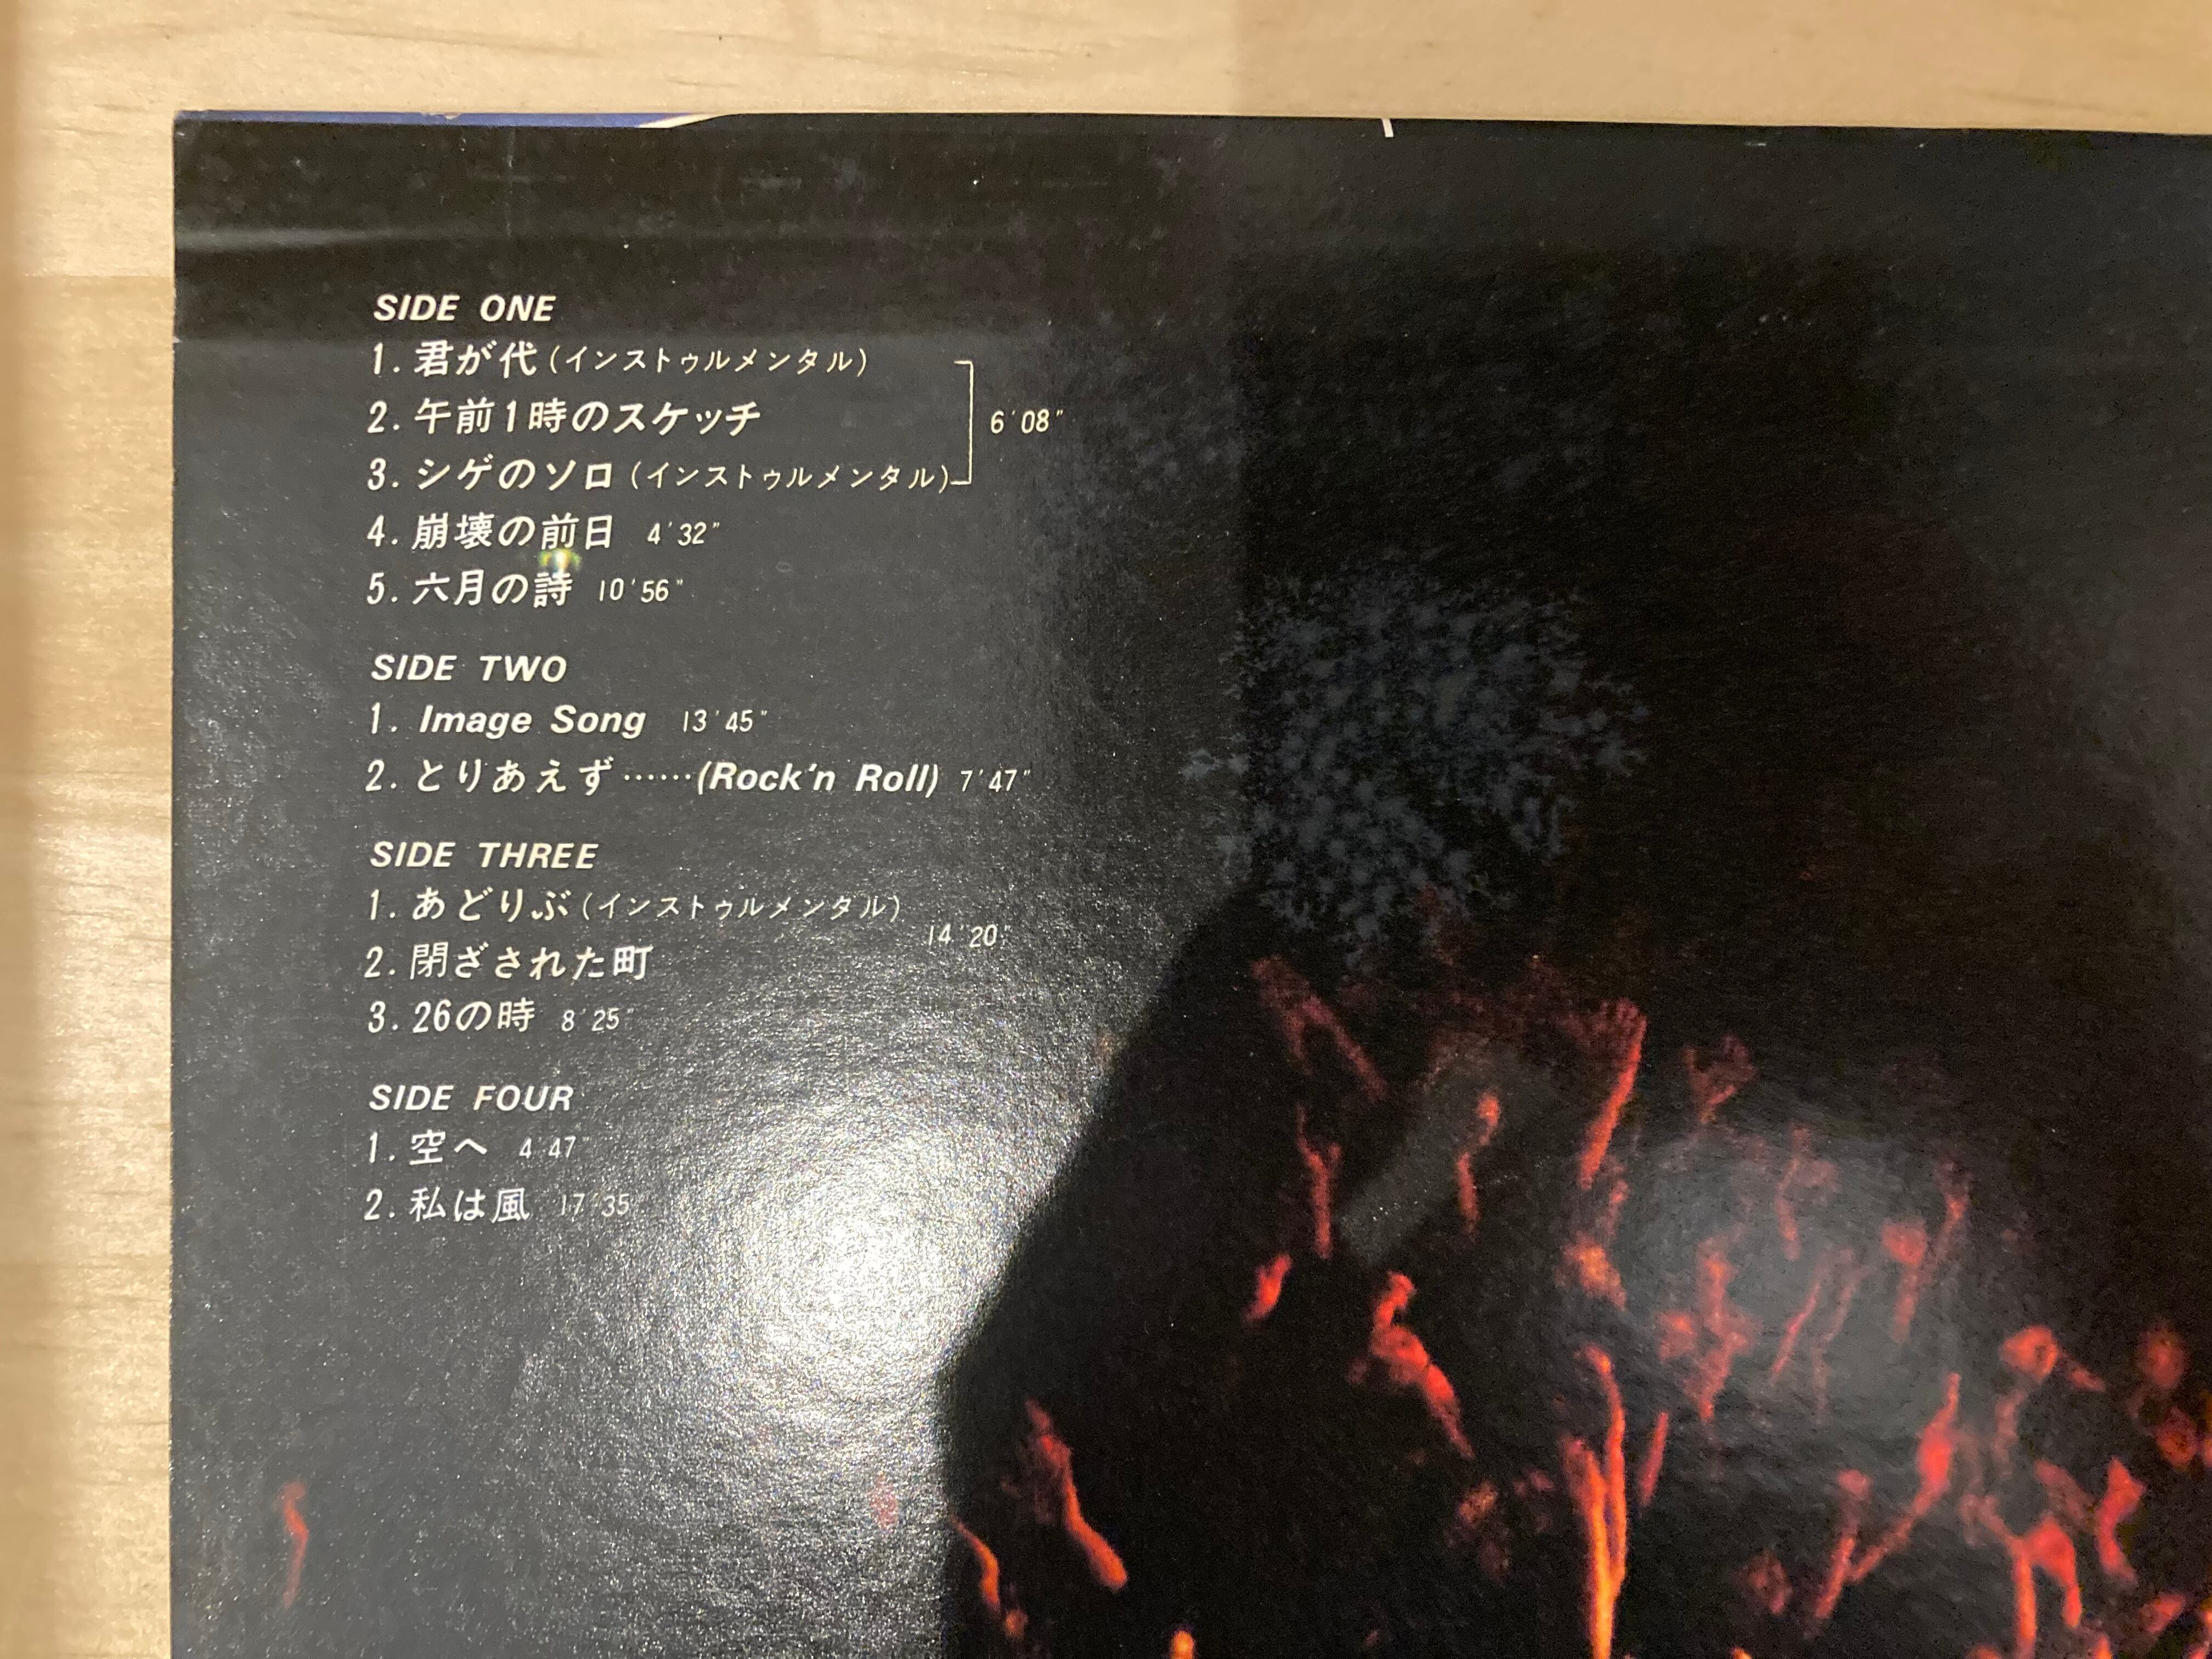 SIDE ONE
1. 君が代 (インストゥルメンタル)
2. 午前1時のスケッチ
3. シゲのソロ (インストゥルメンタル)
6'08"
4. 崩壊の前日 4'32"
5. 六月の詩 10'56"
SIDE TWO
1. Image Song 13'45"
2. とりあえず……(Rock'n Roll) 7'47"
SIDE THREE
1. あどりぶ (インストゥルメンタル)
14'20"
2. 閉ざされた町
3. 26の時 8'25"
SIDE FOUR
1. 空へ 4'47"
2. 私は風 17'35